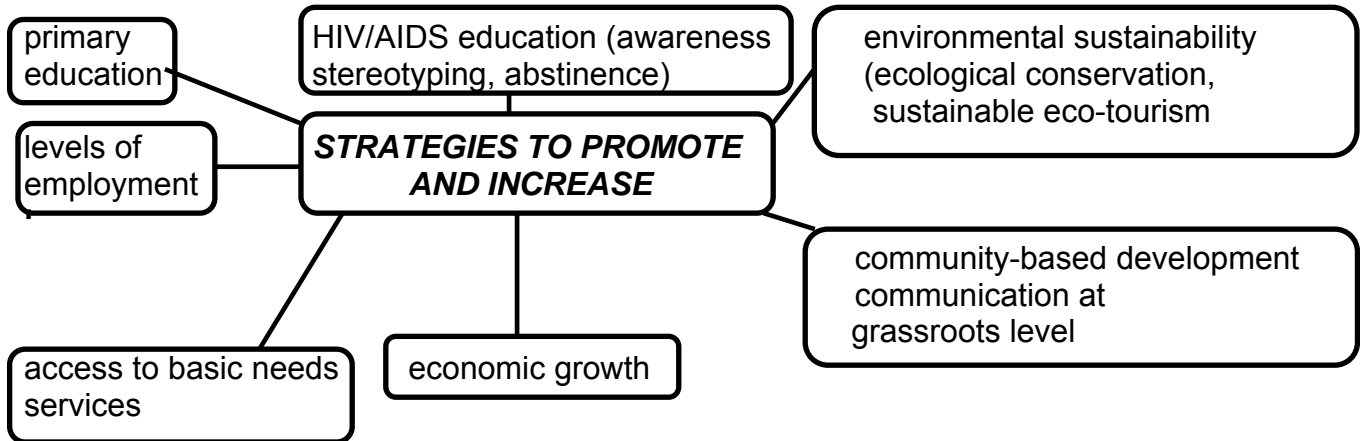 primary
education
HIV/AIDS education (awareness
stereotyping, abstinence)
environmental sustainability
(ecological conservation,
sustainable eco-tourism
levels of
employment
STRATEGIES TO PROMOTE
AND INCREASE
community-based development
communication at
grassroots level
access to basic needs
services
economic growth